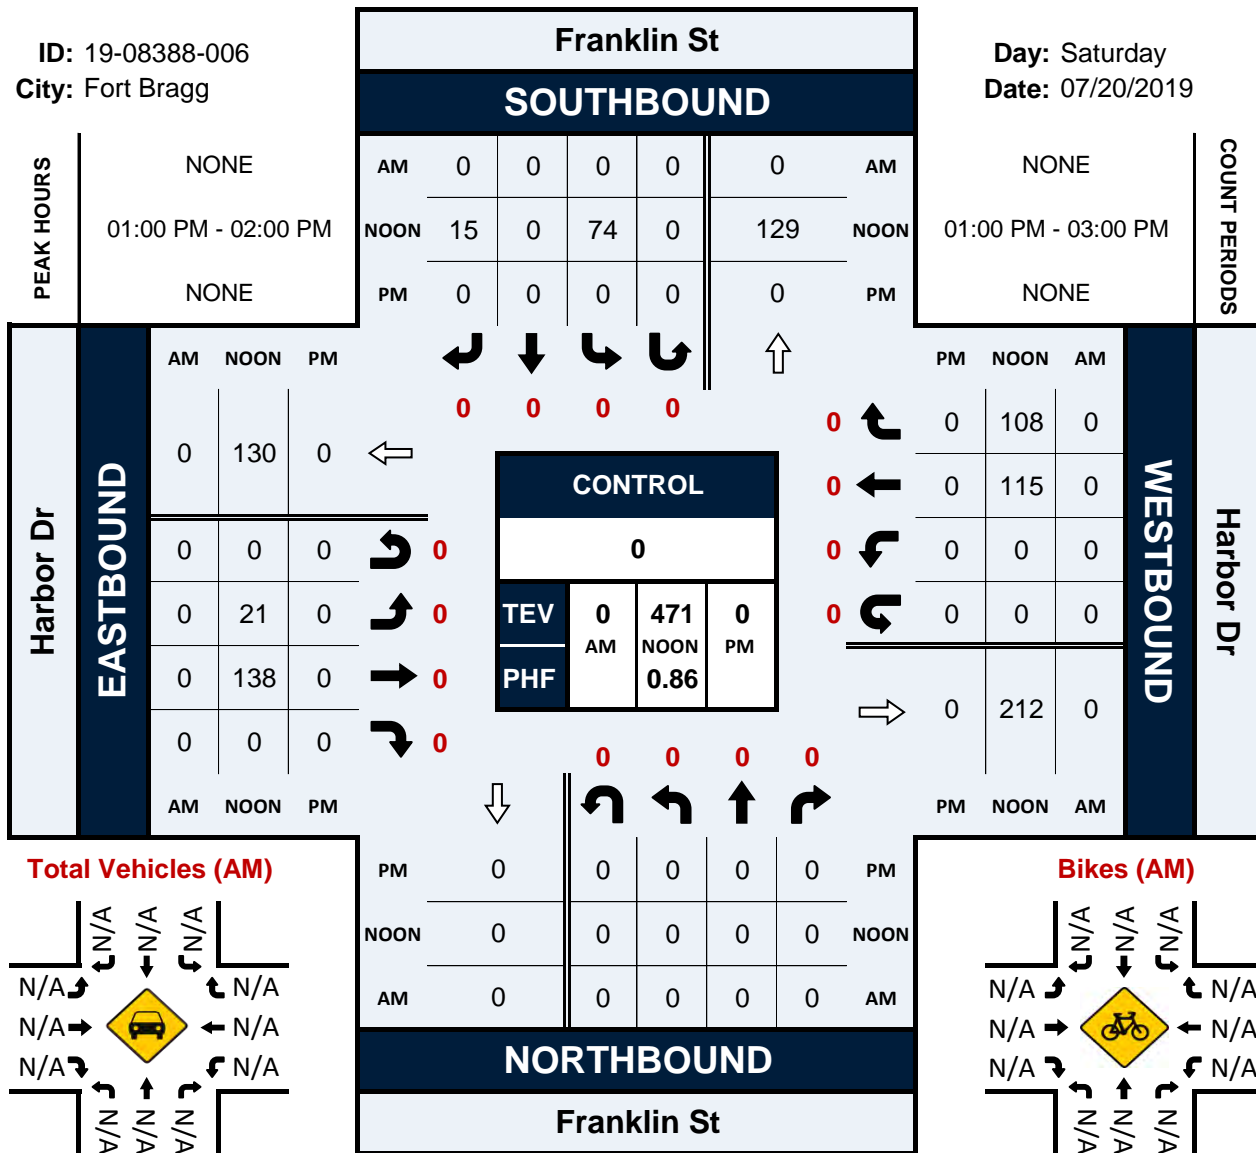 ID: 19-08388-006
City: Fort Bragg
Franklin St
SOUTHBOUND
Day: Saturday
Date: 07/20/2019
PEAK HOURS
NONE
01:00 PM - 02:00 PM
NONE
AM 0 0 0 0 0 AM
NOON 15 0 74 0 129 NOON
PM 0 0 0 0 0 PM
NONE
01:00 PM - 03:00 PM
NONE
COUNT PERIODS
0 0 0 0
Harbor Dr
EASTBOUND
AM NOON PM
0 130 0
0 0 0 0
0 21 0 0
0 138 0 0
0 0 0 0
AM NOON PM
CONTROL
0
TEV 0 471 0
AM NOON PM
PHF 0.86
PM NOON AM
0 0 108 0
0 0 115 0
0 0 0 0
0 0 0 0
0 212 0
PM NOON AM
WESTBOUND
Harbor Dr
0 0 0 0
PM 0 0 0 0 0 PM
NOON 0 0 0 0 0 NOON
AM 0 0 0 0 0 AM
NORTHBOUND
Franklin St
Total Vehicles (AM)
N/A N/A N/A
N/A N/A
N/A N/A
N/A N/A
N/A N/A N/A
Bikes (AM)
N/A N/A N/A
N/A N/A
N/A N/A
N/A N/A
N/A N/A N/A